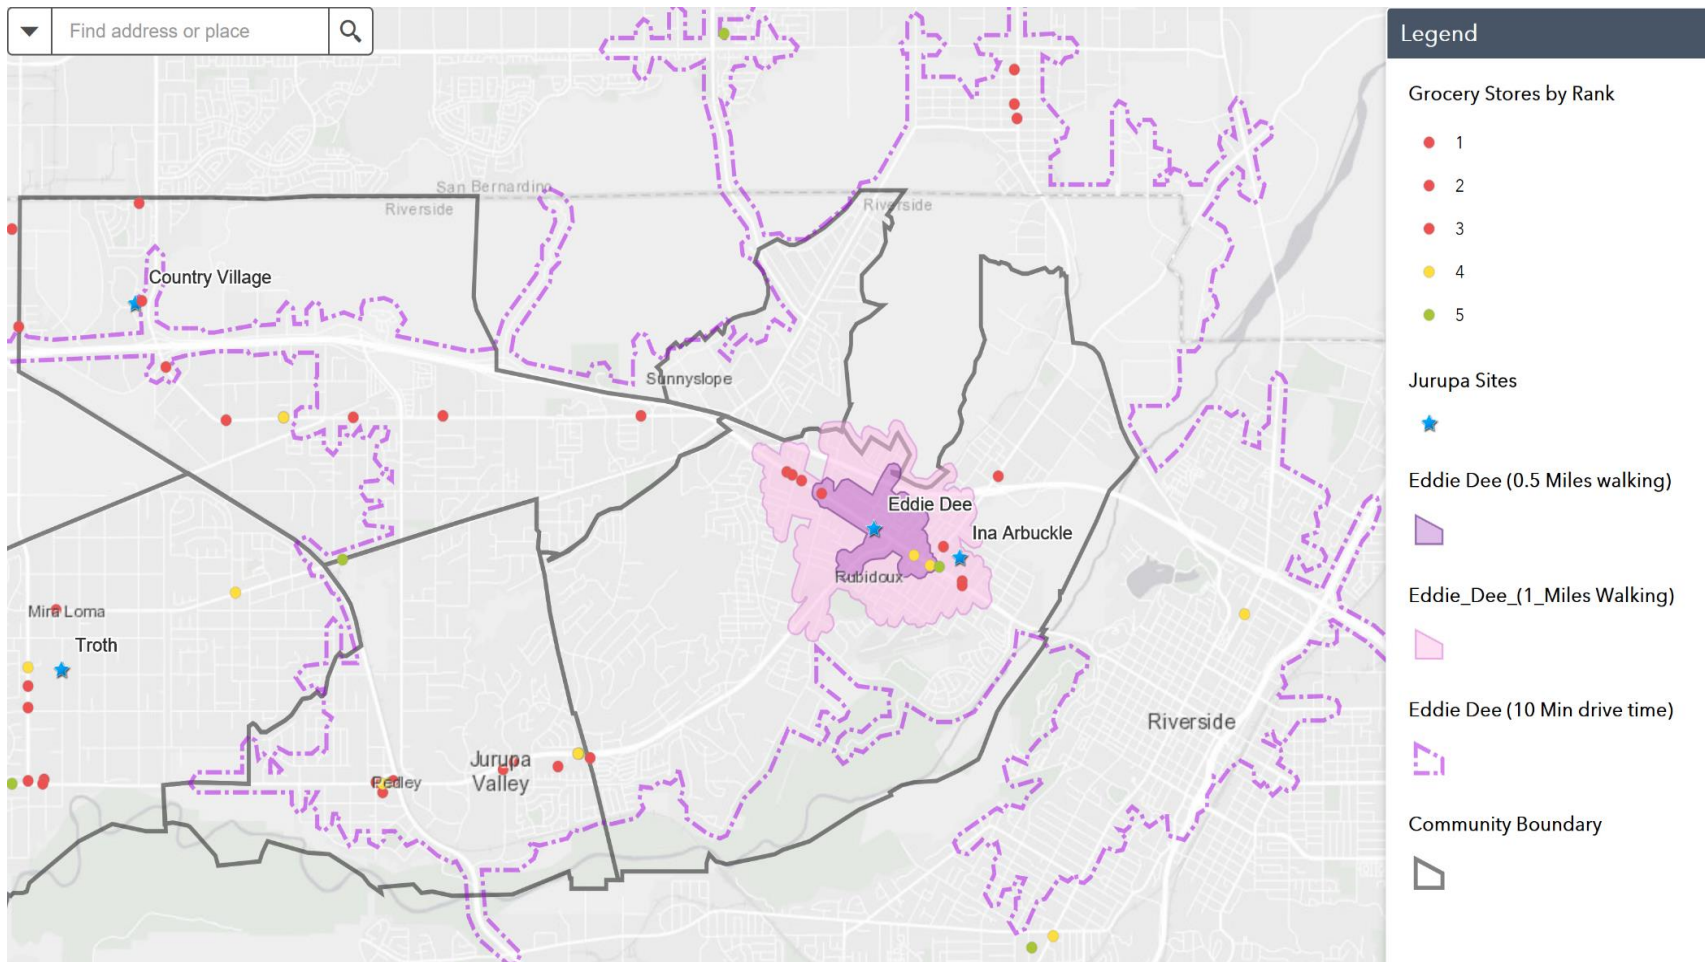 Find address or place
San Bernardino
Riverside
Riverside
Country Village
Sunnyslope
Eddie Dee
Ina Arbuckle
Rubidoux
Mira Loma
Troth
Riverside
Jurupa
Valley
Pedley
Legend
Grocery Stores by Rank
1
2
3
4
5
Jurupa Sites
Eddie Dee (0.5 Miles walking)
Eddie_Dee_(1_Miles Walking)
Eddie Dee (10 Min drive time)
Community Boundary